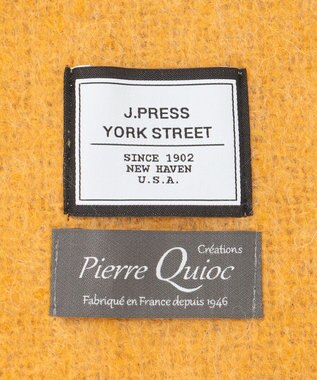 J.PRESS
YORK STREET
SINCE 1902
NEW HAVEN
U.S.A.
Créations
Pierre Quioc
Fabriqué en France depuis 1946